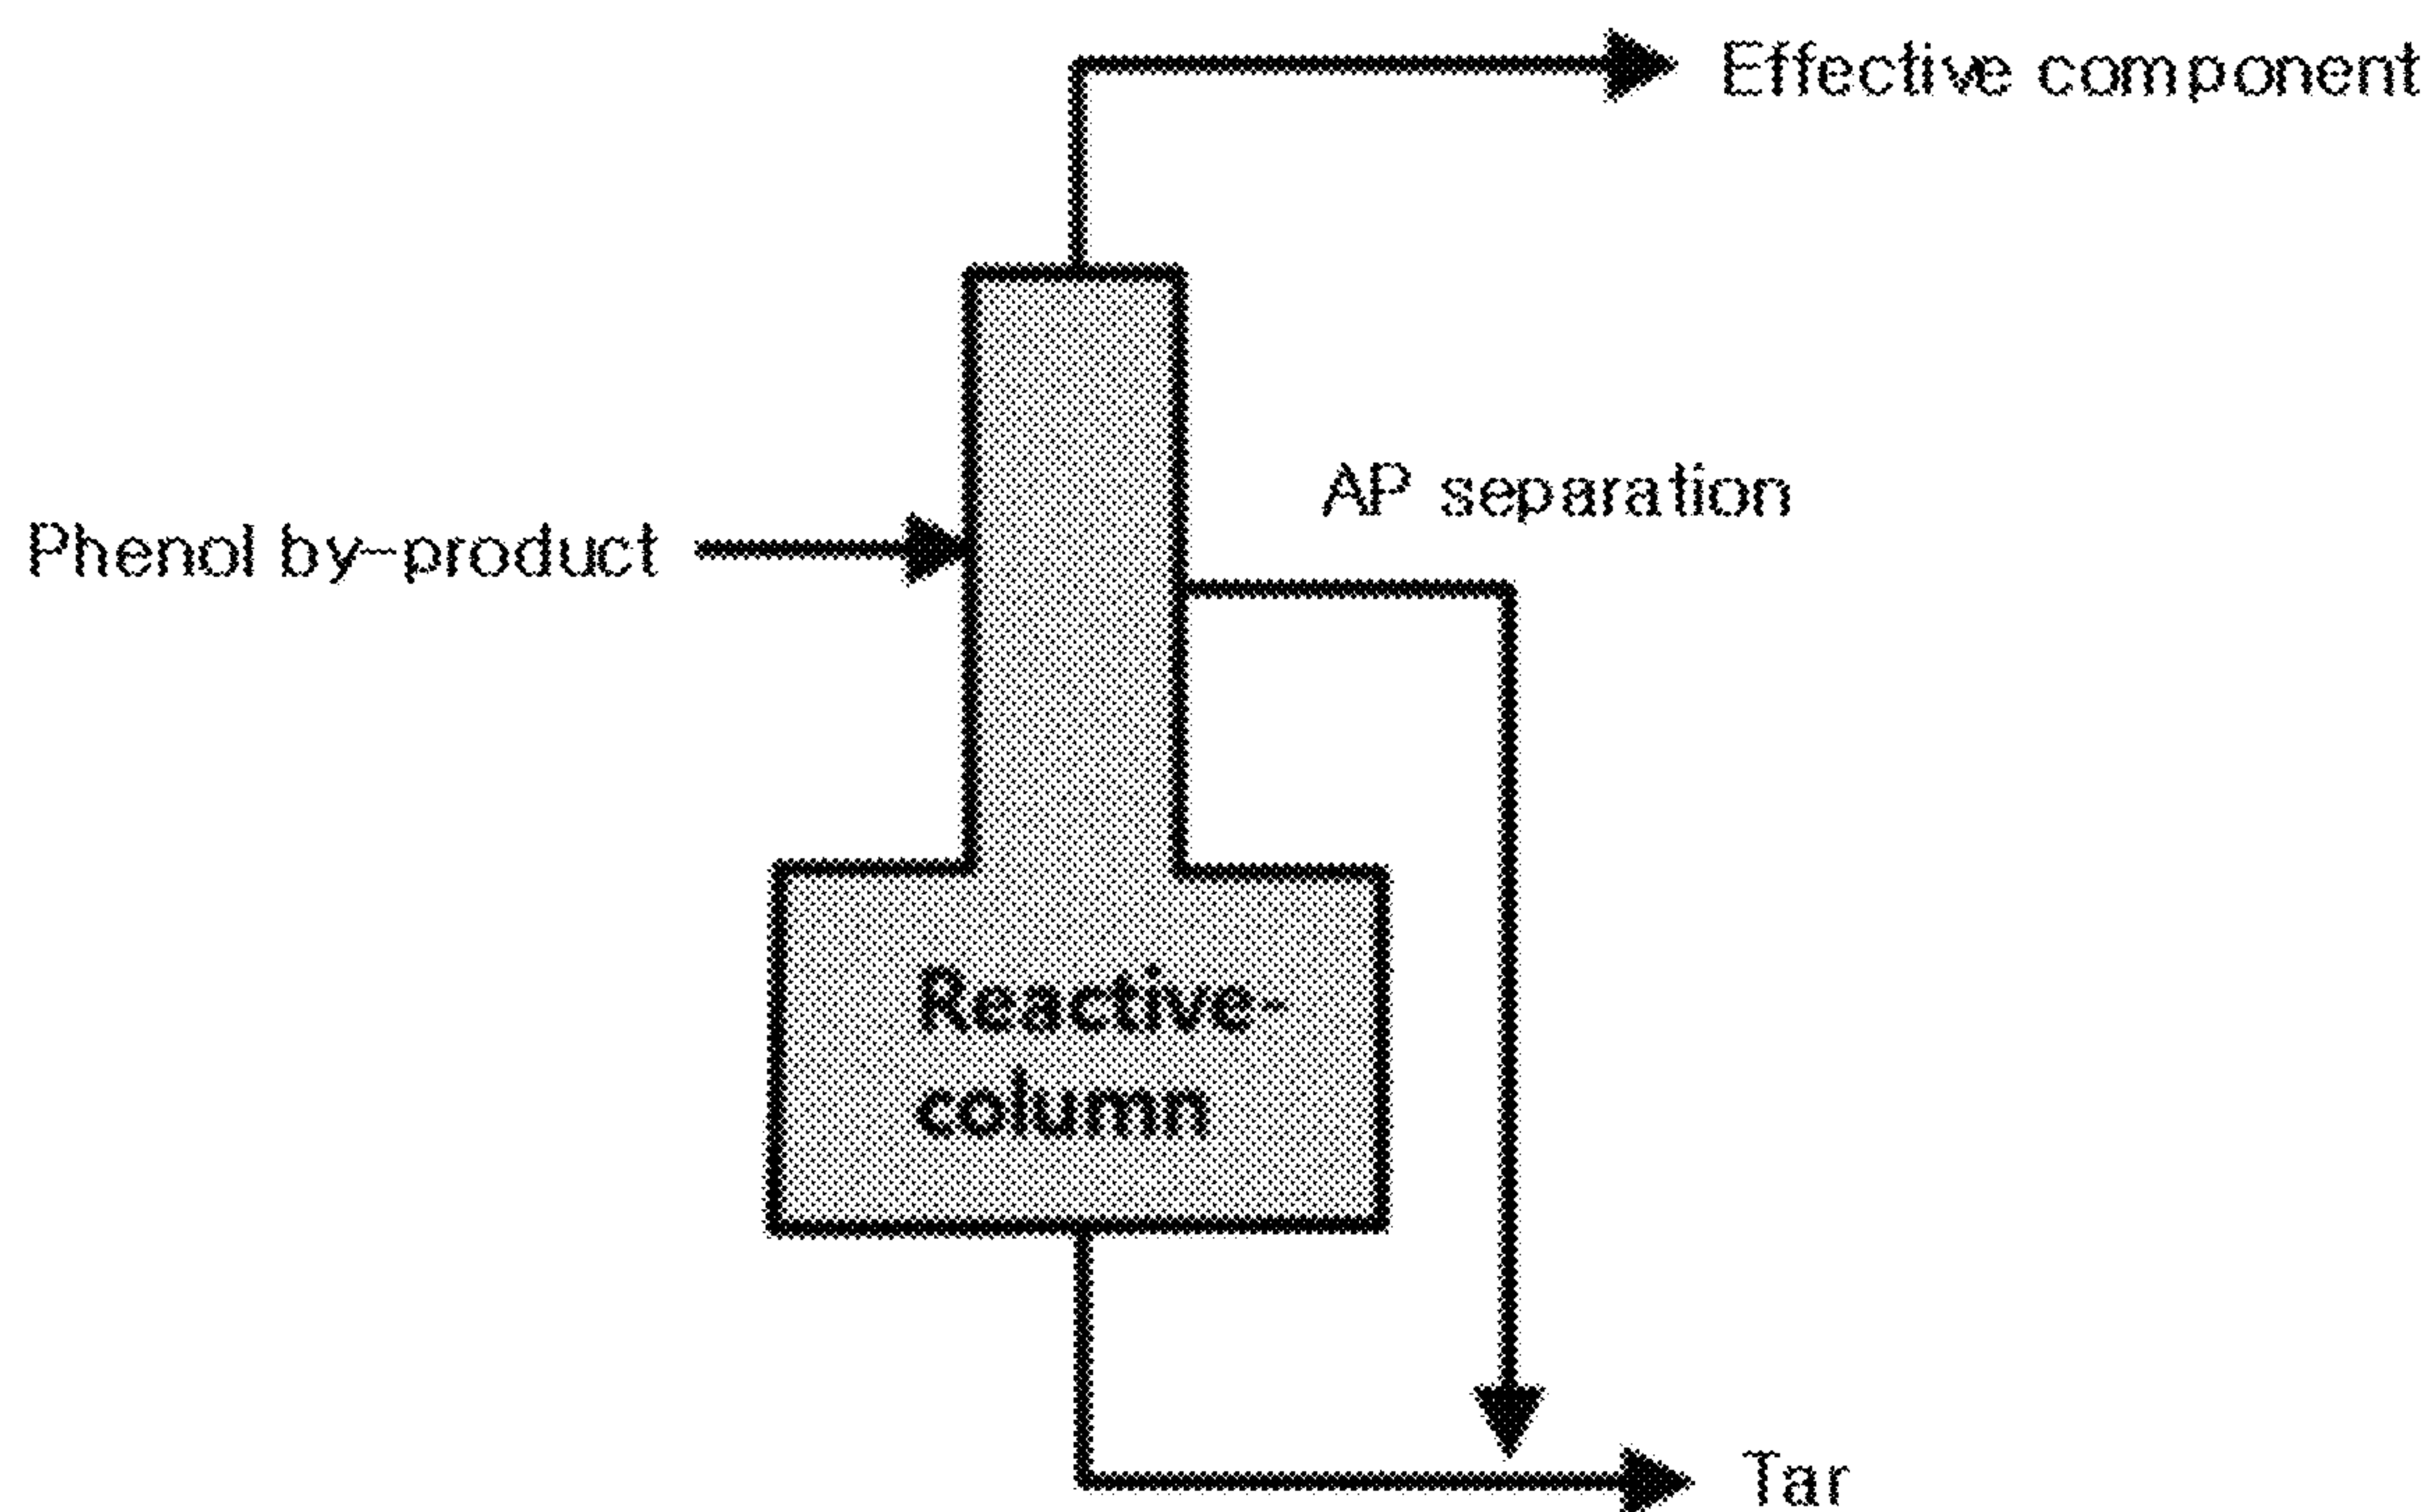 Effective component
AP separation
Phenol by-product
Reactive-
column
Tar